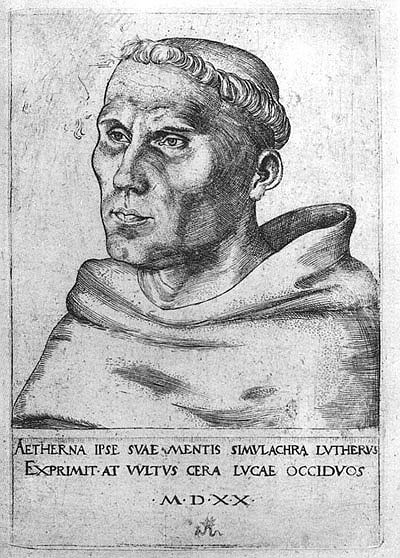 AETHERNA IPSE SVAE MENTIS SIMVLACHRA LVTHERVS
EXPRIMIT·AT VVLTVS CERA LVCAE OCCIDVOS
·M·D·X·X·